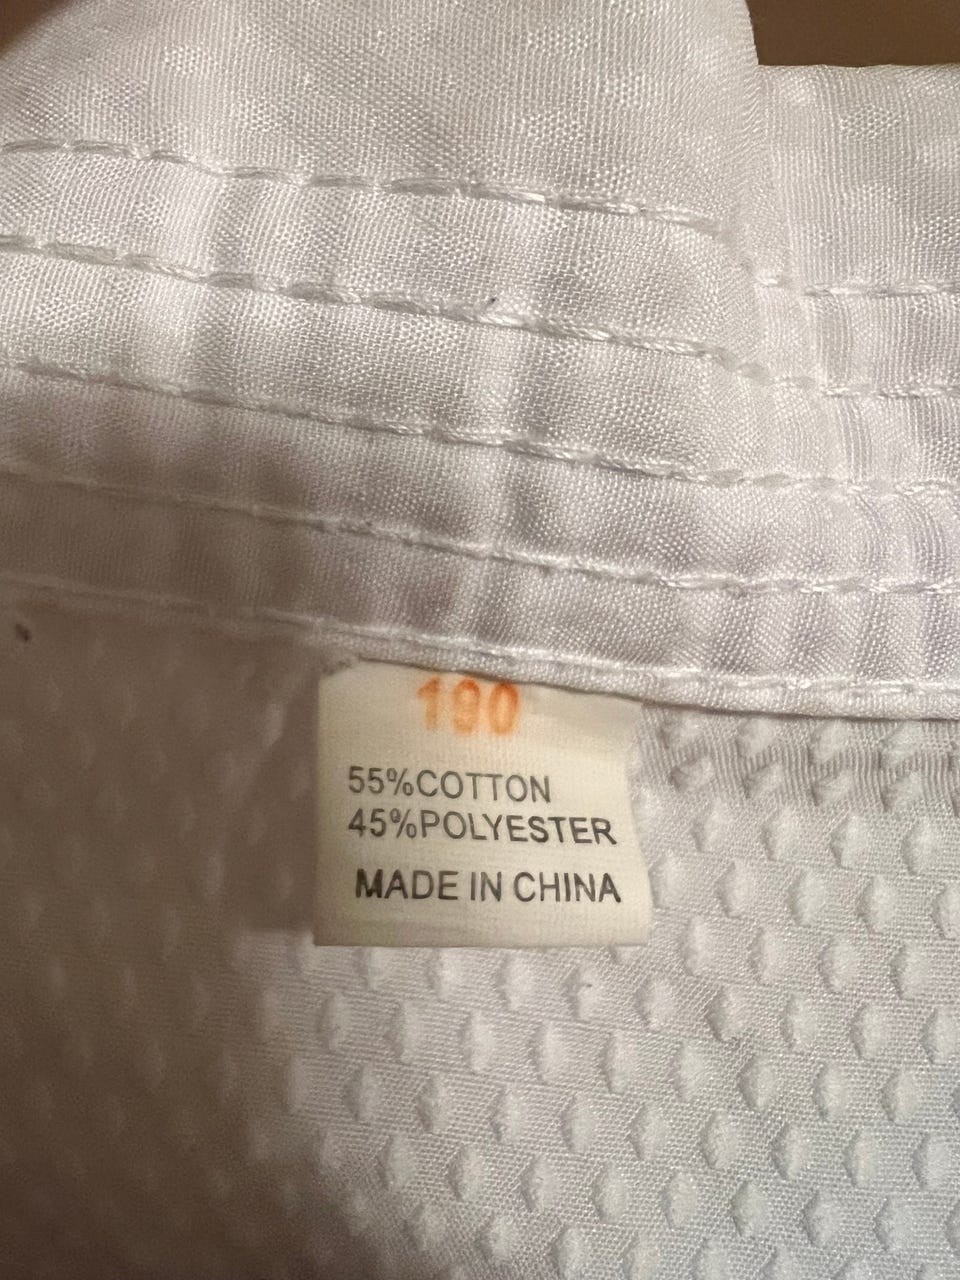 190
55%COTTON
45%POLYESTER
MADE IN CHINA